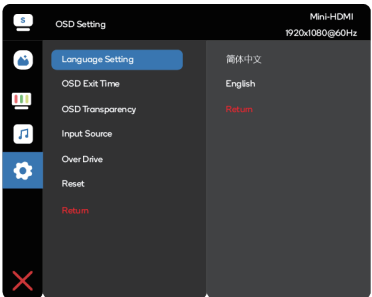 S
OSD Setting
Mini-HDMI
1920x1080@60Hz
Language Setting
简体中文
OSD Exit Time
English
OSD Transparency
Return
Input Source
Over Drive
Reset
Return